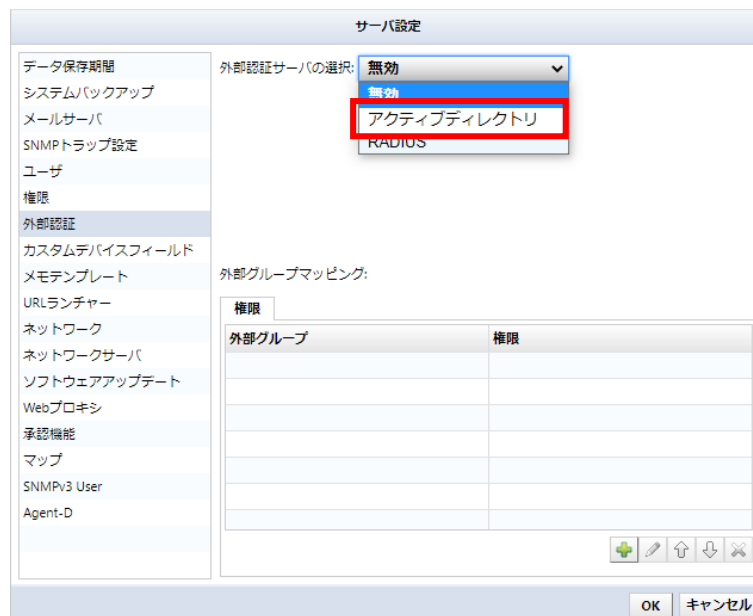 サーバ設定
データ保存期間
システムバックアップ
メールサーバ
SNMPトラップ設定
ユーザ
権限
外部認証
カスタムデバイスフィールド
メモテンプレート
URLランチャー
ネットワーク
ネットワークサーバ
ソフトウェアアップデート
Webプロキシ
承認機能
マップ
SNMPv3 User
Agent-D
外部認証サーバの選択: 無効
無効
アクティブディレクトリ
RADIUS
外部グループマッピング:
権限
外部グループ 権限
OK キャンセル